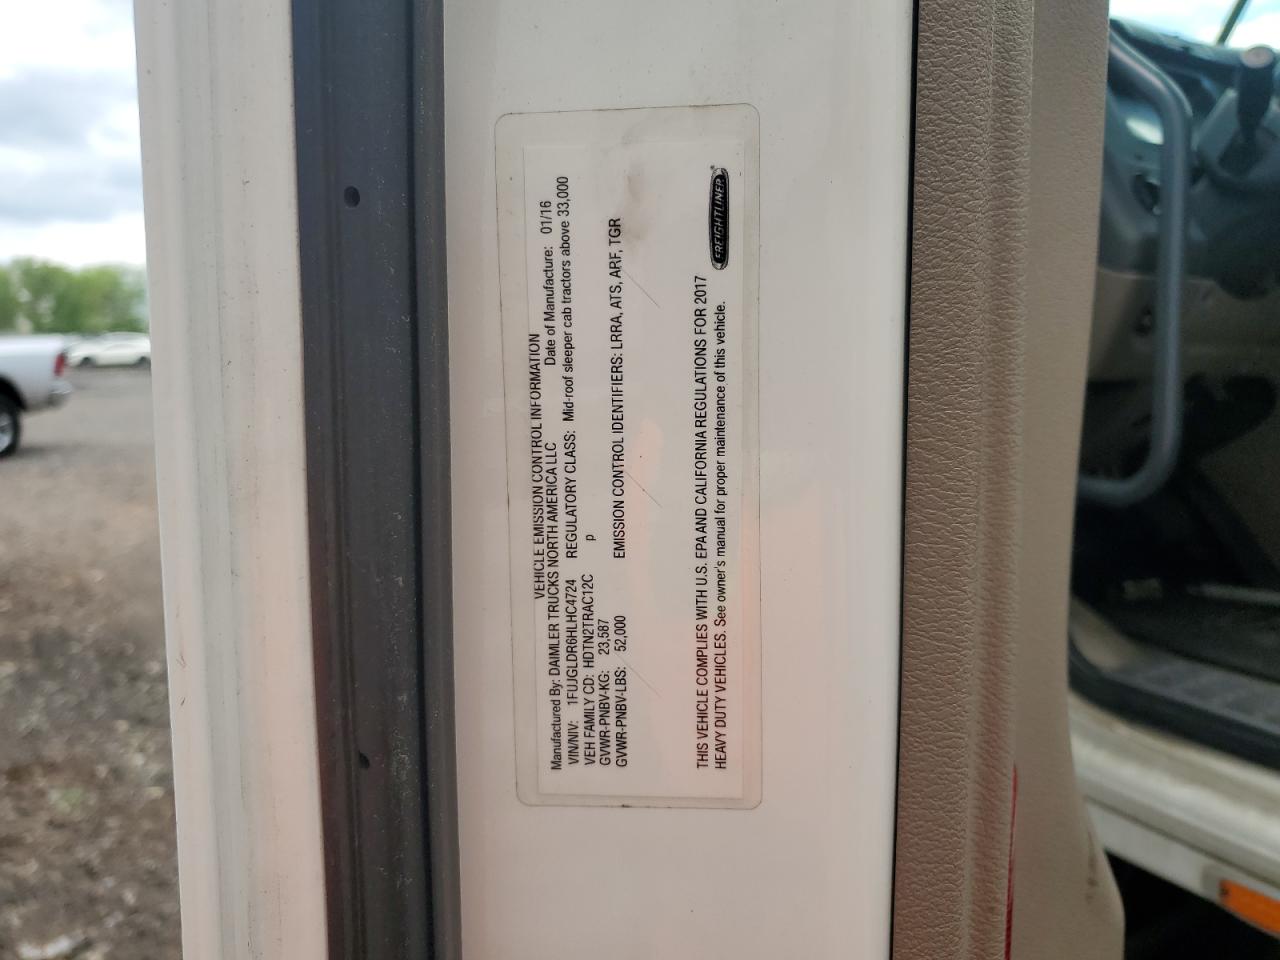 VEHICLE EMISSION CONTROL INFORMATION
Manufactured By: DAIMLER TRUCKS NORTH AMERICA LLC Date of Manufacture: 01/16
VIN/NIV: 1FUJGLDR6HLHC4724 REGULATORY CLASS: Mid-roof sleeper cab tractors above 33,000
VEH FAMILY CD: HDTN2TRAC12C p
GVWR-PNBV-KG: 23,587
GVWR-PNBV-LBS: 52,000 EMISSION CONTROL IDENTIFIERS: LRRA, ATS, ARF, TGR
THIS VEHICLE COMPLIES WITH U.S. EPA AND CALIFORNIA REGULATIONS FOR 2017
HEAVY DUTY VEHICLES. See owner's manual for proper maintenance of this vehicle.
FREIGHTLINER